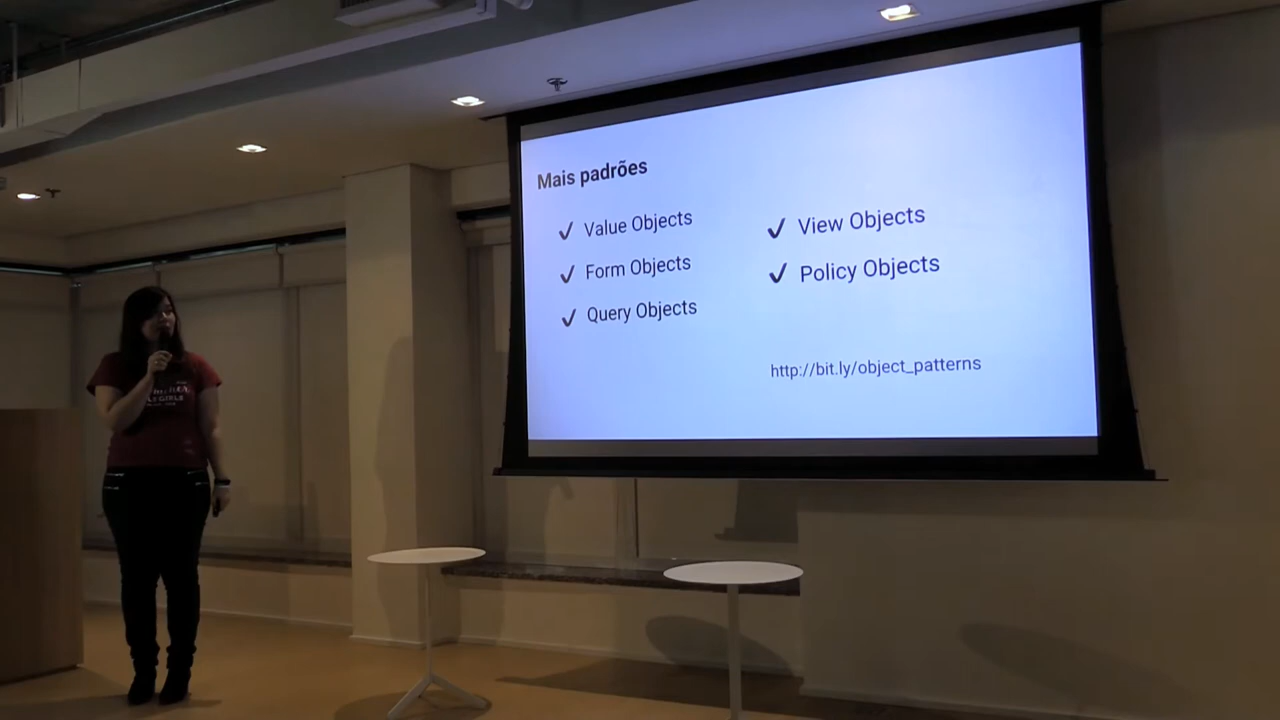 Mais padrões
✓ Value Objects
✓ Form Objects
✓ Query Objects
✓ View Objects
✓ Policy Objects
http://bit.ly/object_patterns